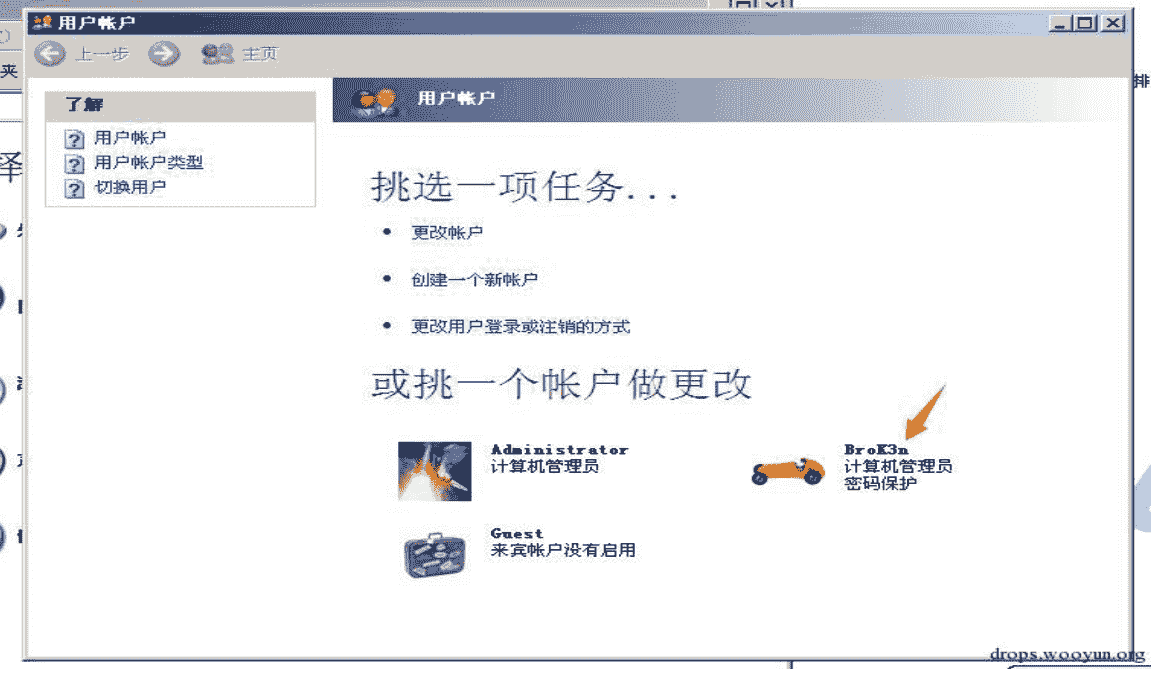 用户帐户
上一步
主页
了解
用户帐户
用户帐户类型
切换用户
用户帐户
挑选一项任务...
更改帐户
创建一个新帐户
更改用户登录或注销的方式
或挑一个帐户做更改
Administrator
计算机管理员
BroK3n
计算机管理员
密码保护
Guest
来宾帐户没有启用
夹
排
择
drops.wooyun.org